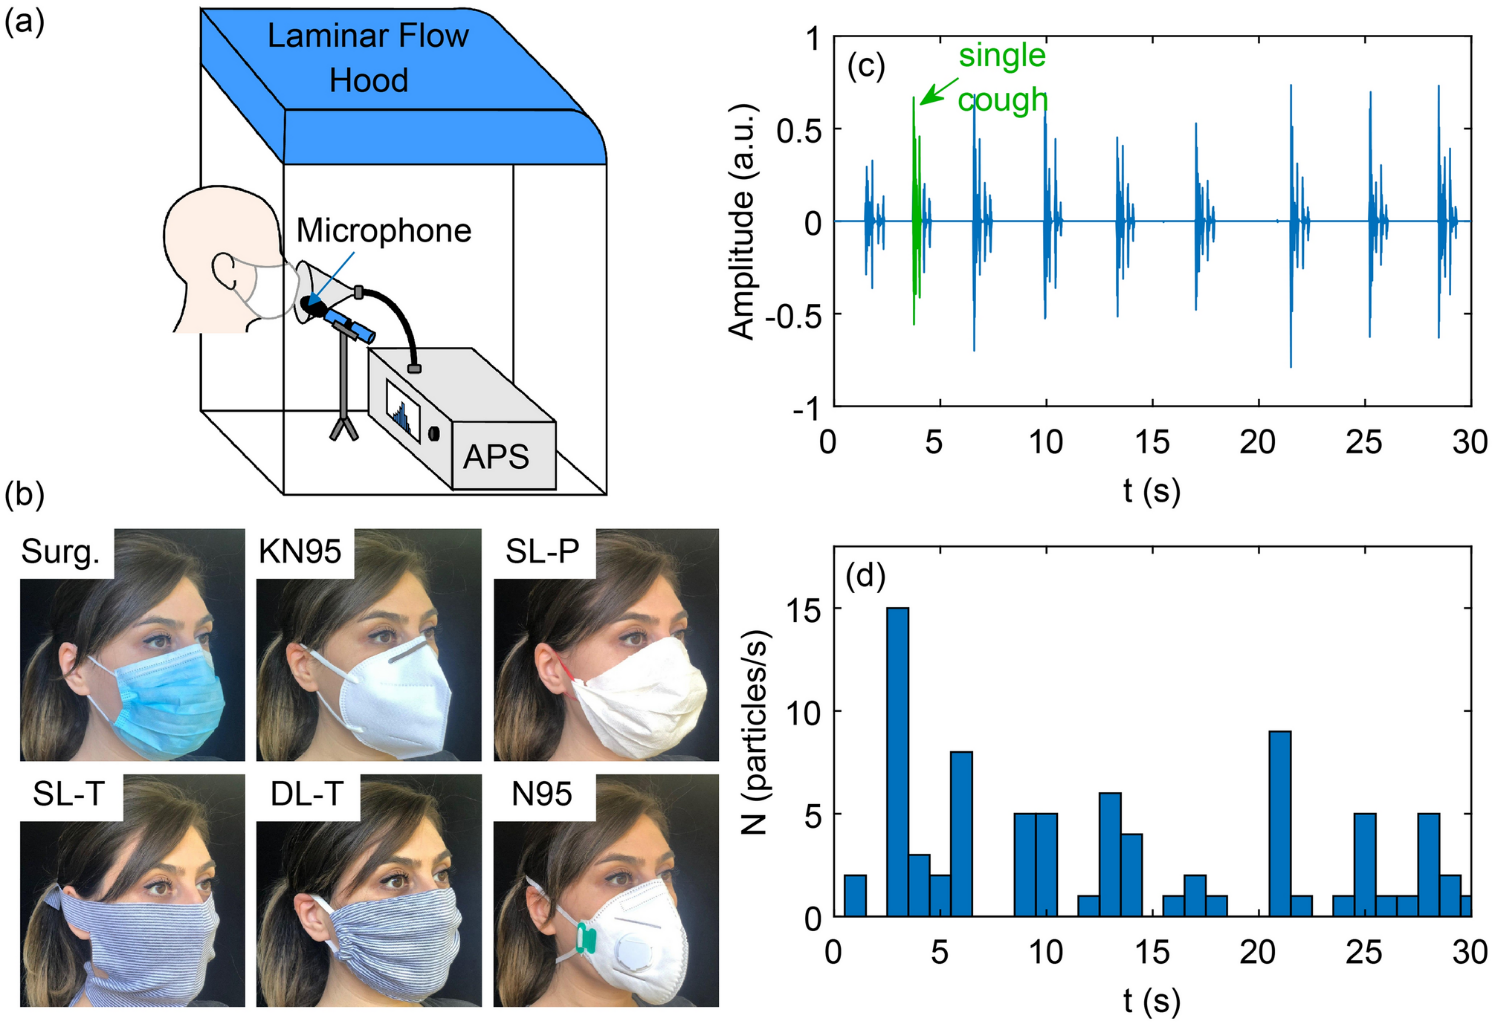 (a)
Laminar Flow
Hood
Microphone
APS
(b)
Surg.
KN95
SL-P
SL-T
DL-T
N95
(c)
single
cough
Amplitude (a.u.)
1
0.5
0
-0.5
-1
0 5 10 15 20 25 30
t (s)
(d)
N (particles/s)
15
10
5
0
0 5 10 15 20 25 30
t (s)